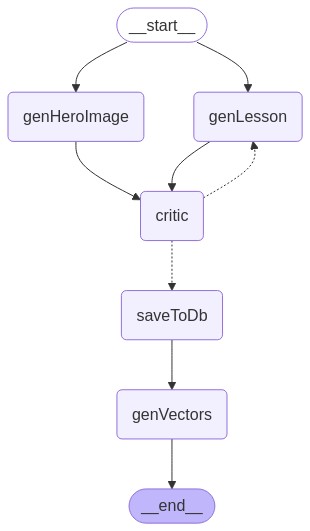 __start__
genHeroImage
genLesson
critic
saveToDb
genVectors
__end__